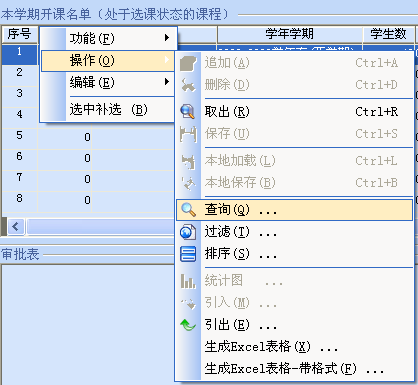 本学期开课名单（处于选课状态的课程）
序号 学年学期 学生数
1
2
3
4
5 0
6 0
7 0
8 0
功能(F)
操作(O)
编辑(E)
选中补选 (B)
追加(A) Ctrl+A
删除(D) Ctrl+D
取出(R) Ctrl+R
保存(U) Ctrl+S
本地加载(L) Ctrl+L
本地保存(B) Ctrl+B
查询(Q) ...
过滤(T) ...
排序(S) ...
统计图 ...
引入(M) ...
引出(E) ...
生成Excel表格(X) ...
生成Excel表格-带格式(F) ...
审批表